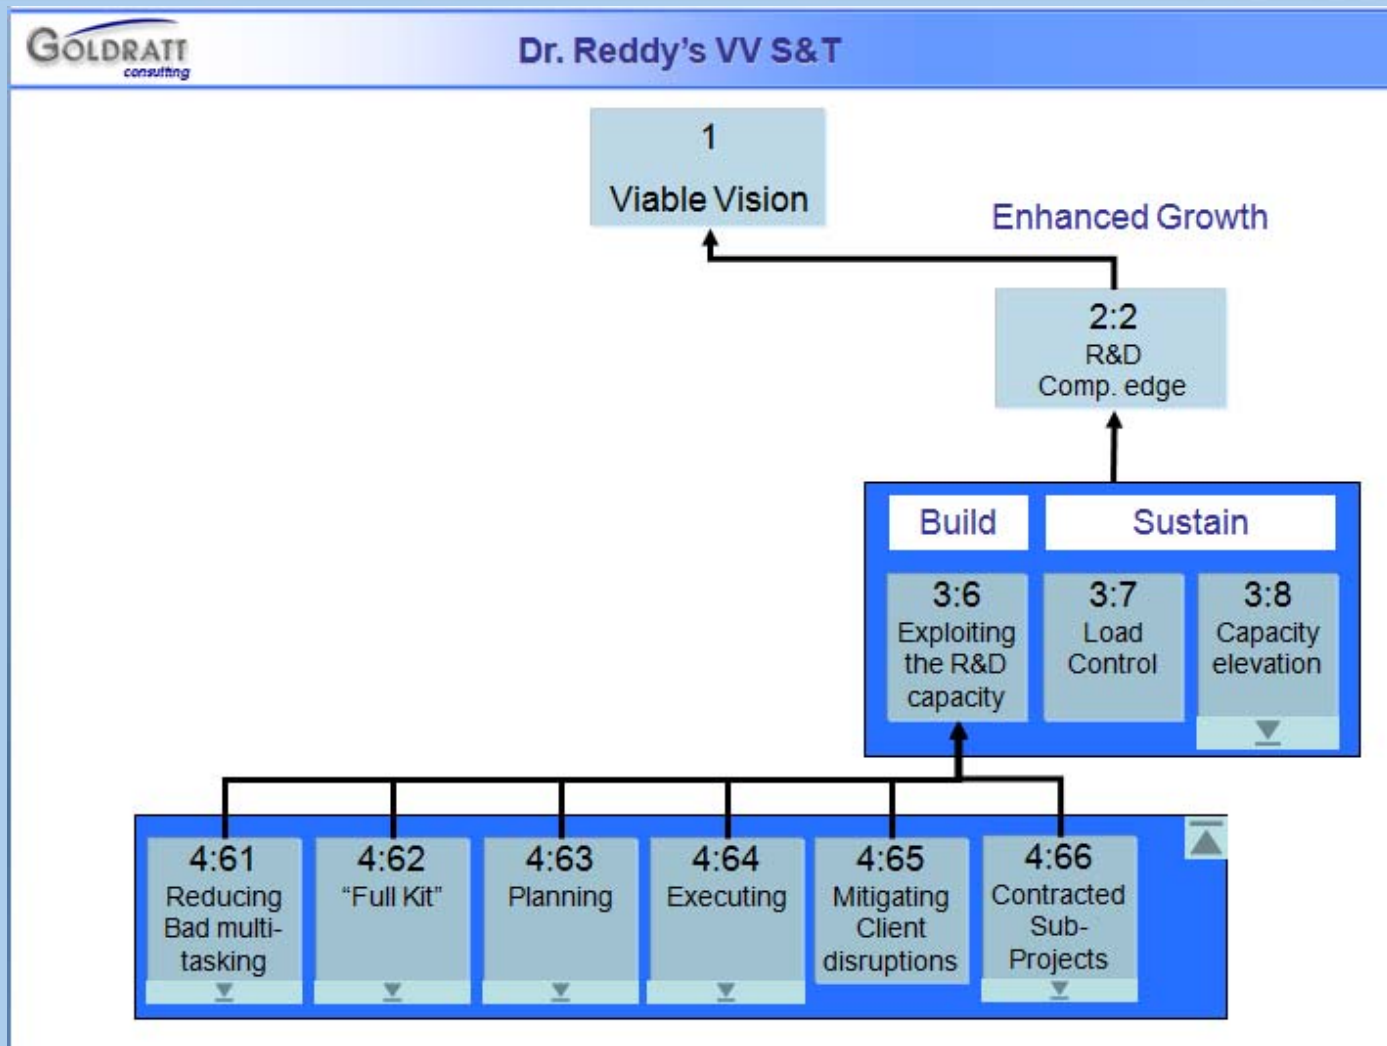 GOLDRATT
consulting
Dr. Reddy's VV S&T
1
Viable Vision
Enhanced Growth
2:2
R&D
Comp. edge
Build
Sustain
3:6
Exploiting
the R&D
capacity
3:7
Load
Control
3:8
Capacity
elevation
4:61
Reducing
Bad multi-
tasking
4:62
“Full Kit”
4:63
Planning
4:64
Executing
4:65
Mitigating
Client
disruptions
4:66
Contracted
Sub-
Projects